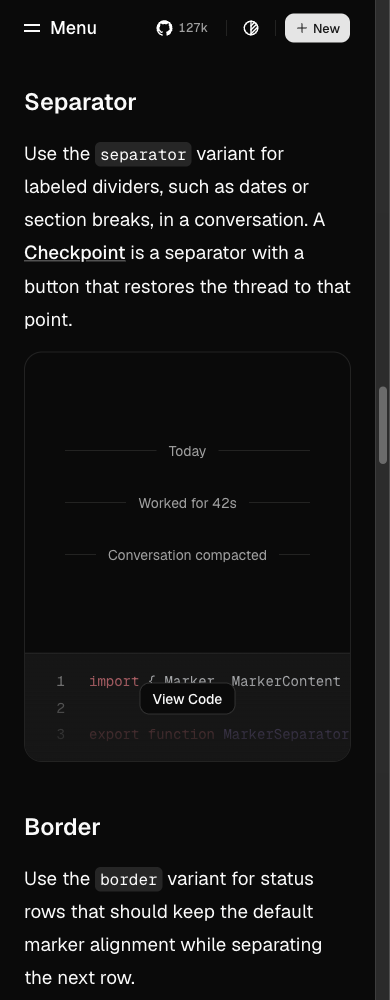 Menu
127k
+ New
Separator
Use the separator variant for
labeled dividers, such as dates or
section breaks, in a conversation. A
Checkpoint is a separator with a
button that restores the thread to that
point.
Today
Worked for 42s
Conversation compacted
1 import { Marker, MarkerContent
View Code
2
3 export function MarkerSeparator
Border
Use the border variant for status
rows that should keep the default
marker alignment while separating
the next row.